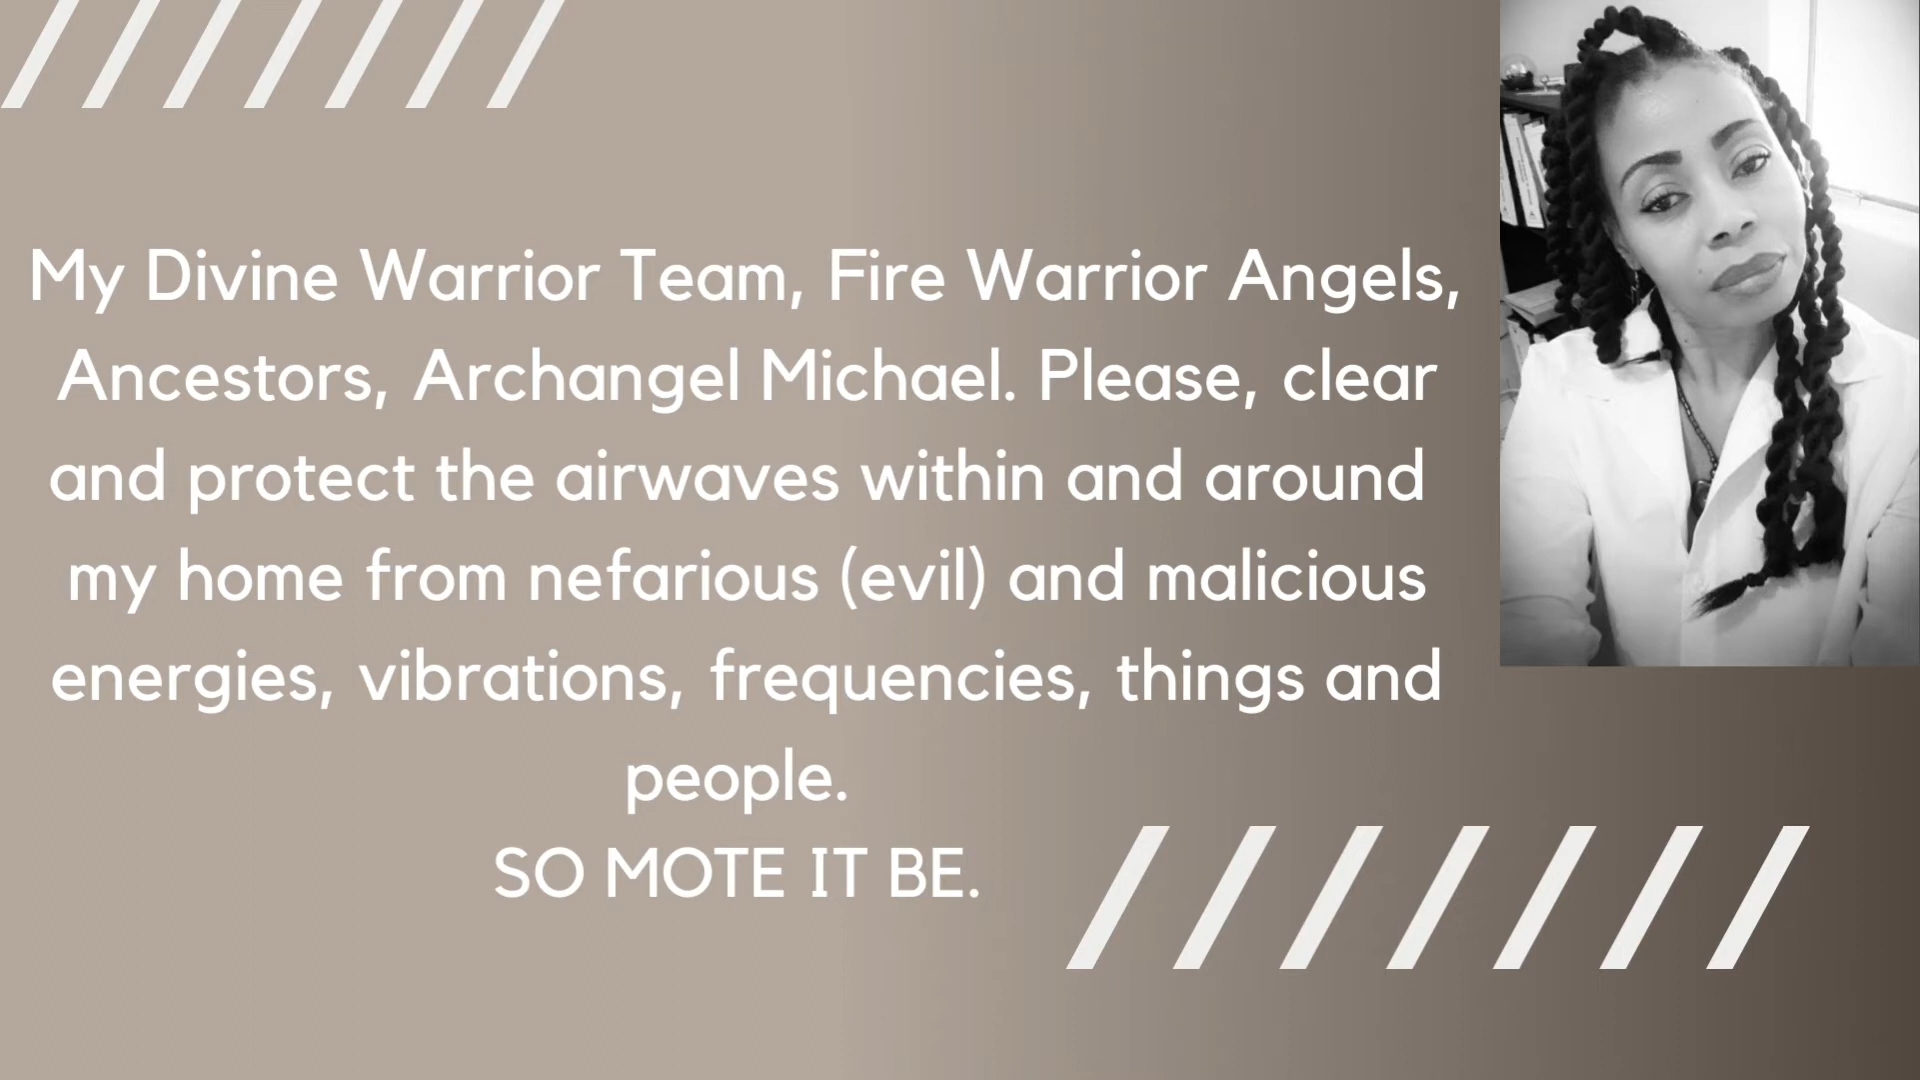 My Divine Warrior Team, Fire Warrior Angels,
Ancestors, Archangel Michael. Please, clear
and protect the airwaves within and around
my home from nefarious (evil) and malicious
energies, vibrations, frequencies, things and
people.
SO MOTE IT BE.